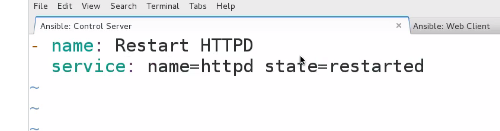 File Edit View Search Terminal Tabs Help
Ansible: Control Server × Ansible: Web Client
- name: Restart HTTPD
service: name=httpd state=restarted
~
~
~